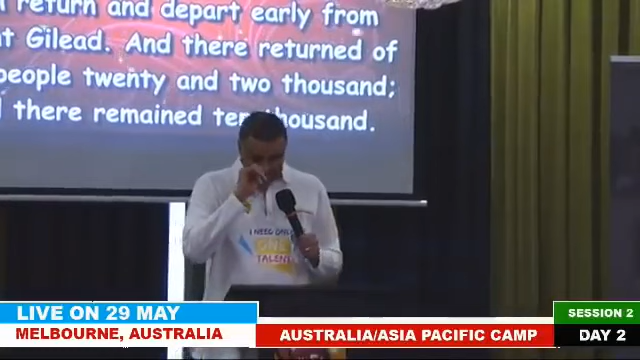 return and depart early from
Gilead. And there returned of
people twenty and two thousand;
there remained ten thousand.
I NEED ONLY
ONE
TALENT
LIVE ON 29 MAY
MELBOURNE, AUSTRALIA
AUSTRALIA/ASIA PACIFIC CAMP
SESSION 2
DAY 2